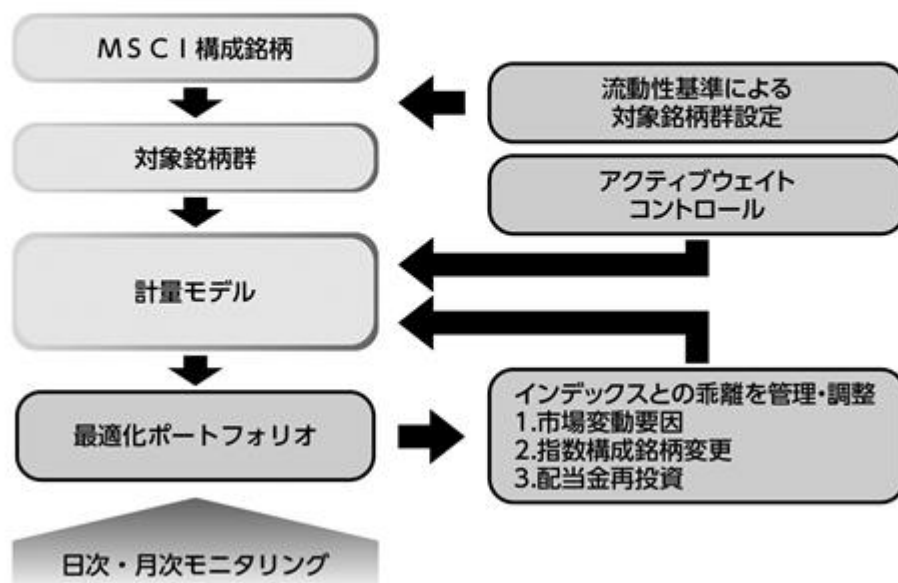 MSCI構成銘柄
流動性基準による
対象銘柄群設定
対象銘柄群
アクティブウェイト
コントロール
計量モデル
最適化ポートフォリオ
インデックスとの乖離を管理・調整
1.市場変動要因
2.指数構成銘柄変更
3.配当金再投資
日次・月次モニタリング